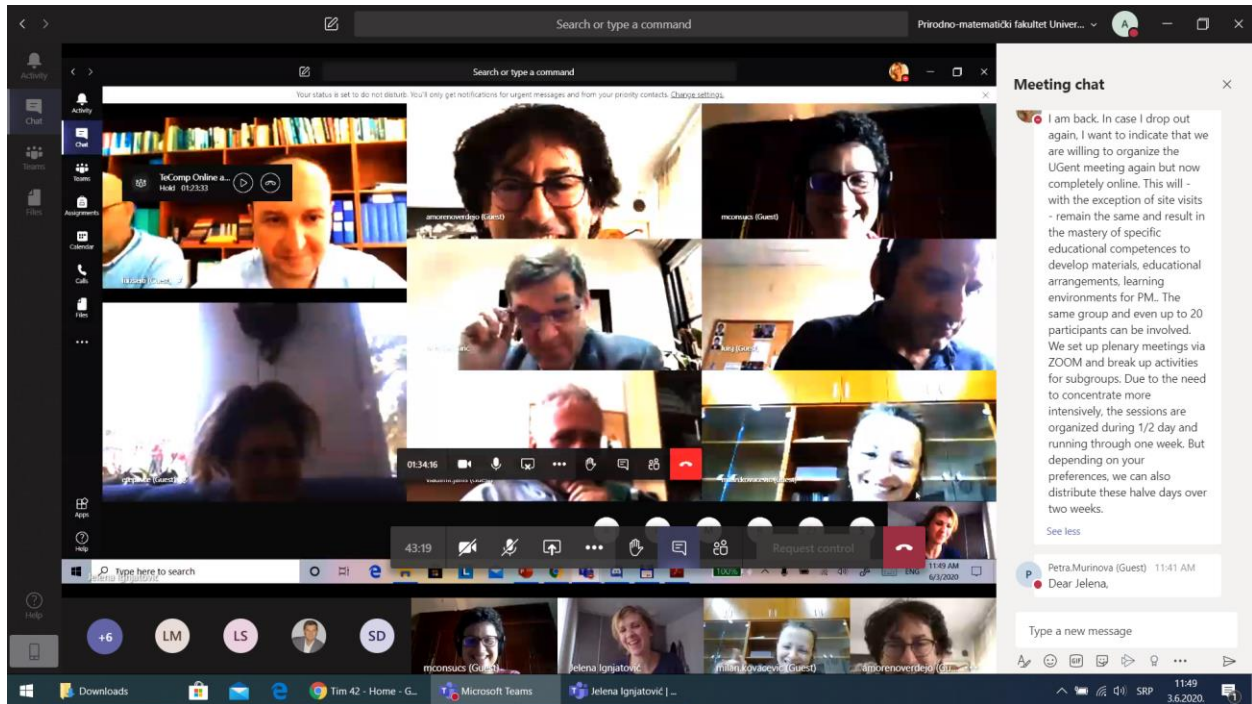 Search or type a command
Prirodno-matematički fakultet Univer...
A
Activity
Chat
Teams
Files
Help
Search or type a command
Your status is set to do not disturb. You'll only get notifications for urgent messages and from your priority contacts. Change settings.
Activity
Chat
Teams
Assignments
Calendar
Calls
Files
Apps
Help
TeComp Online a...
Hold 01:23:33
amorenoverdejo (Guest)
mconsucs (Guest)
01:34:16
43:19
Request control
Type here to search
Jelena Ignjatović
100%
ENG
11:49 AM
6/3/2020
+6
LM
LS
SD
mconsucs (Guest)
Jelena Ignjatović
milan.kovacevic (Guest)
amorenoverdejo (Gu...
Meeting chat
I am back. In case I drop out
again, I want to indicate that we
are willing to organize the
UGent meeting again but now
completely online. This will -
with the exception of site visits
- remain the same and result in
the mastery of specific
educational competences to
develop materials, educational
arrangements, learning
environments for PM.. The
same group and even up to 20
participants can be involved.
We set up plenary meetings via
ZOOM and break up activities
for subgroups. Due to the need
to concentrate more
intensively, the sessions are
organized during 1/2 day and
running through one week. But
depending on your
preferences, we can also
distribute these halve days over
two weeks.
See less
P
Petra.Murinova (Guest) 11:41 AM
Dear Jelena,
Type a new message
GIF
Downloads
Tim 42 - Home - G...
Microsoft Teams
Jelena Ignjatović | ...
SRP
11:49
3.6.2020.